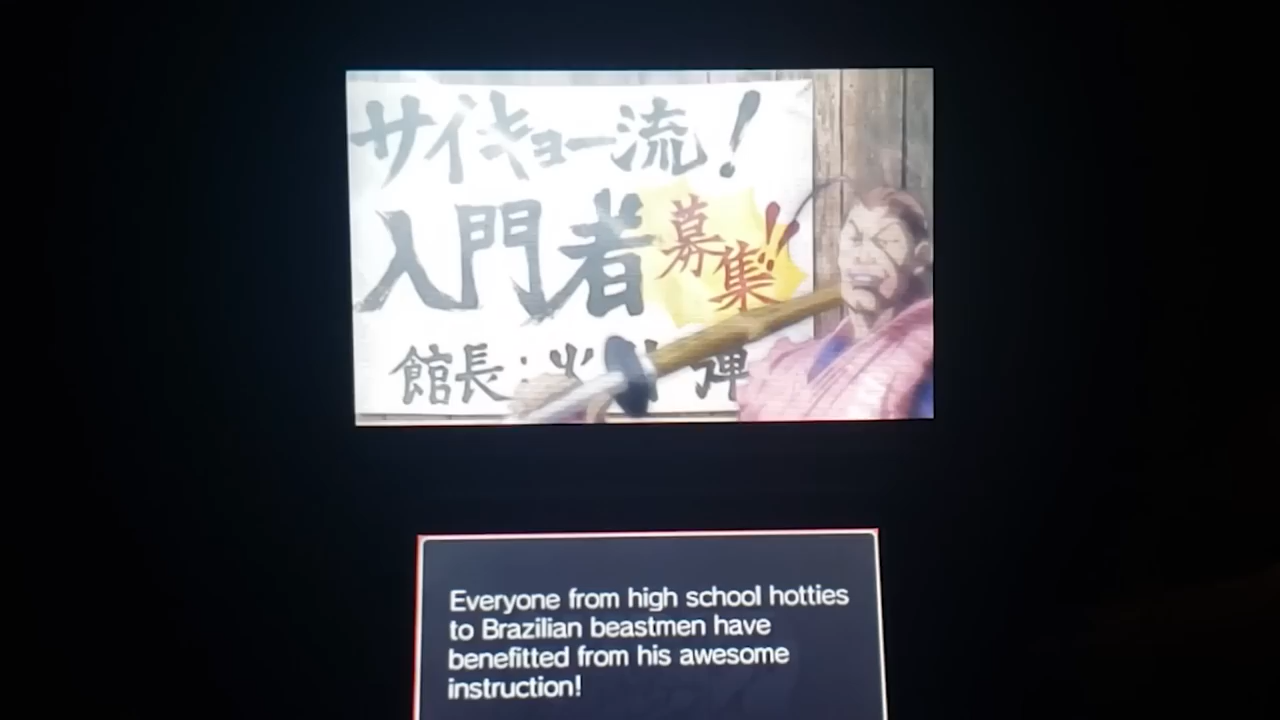 サイキョー流！
入門者募集!!
館長： 弾
Everyone from high school hotties
to Brazilian beastmen have
benefitted from his awesome
instruction!